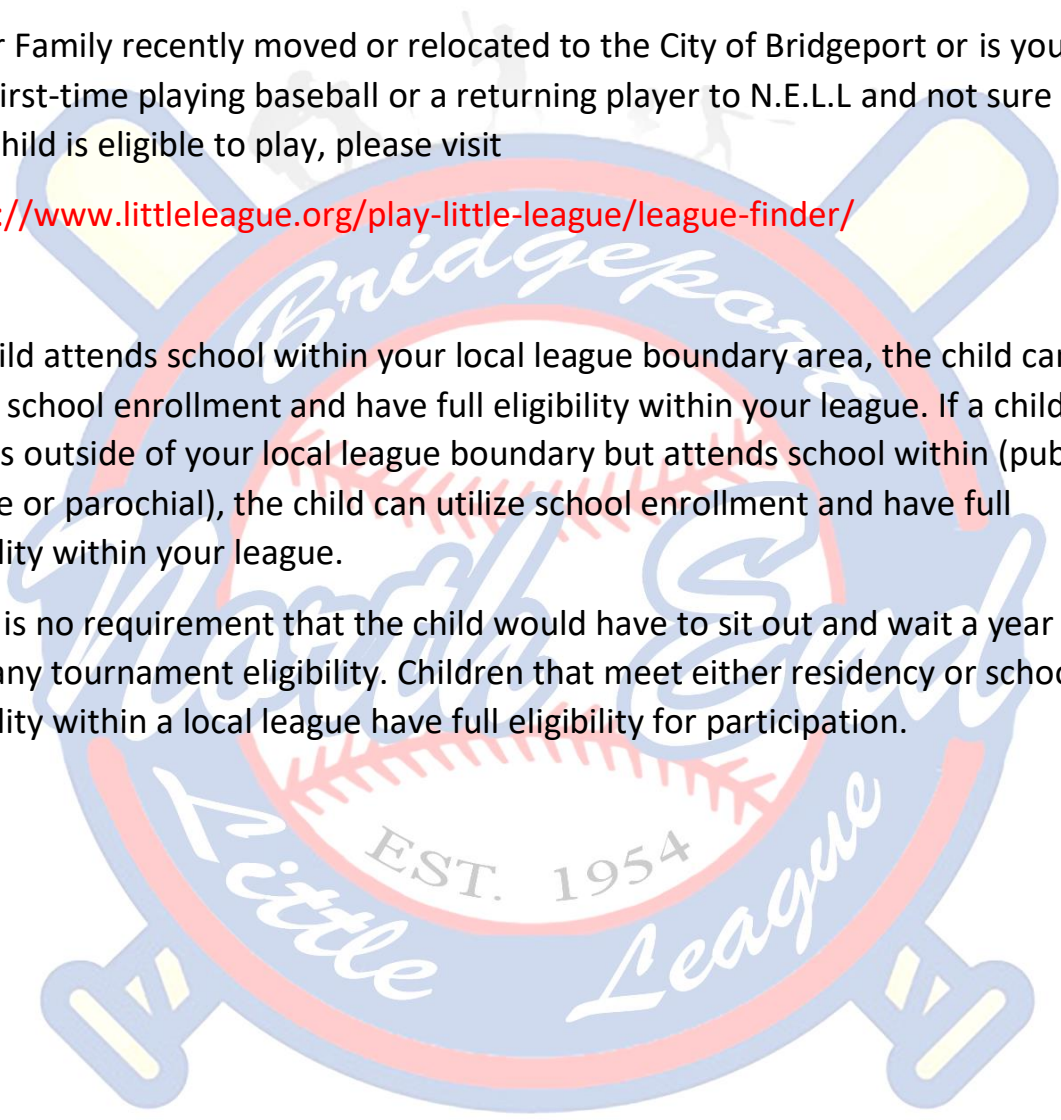 r Family recently moved or relocated to the City of Bridgeport or is you
irst-time playing baseball or a returning player to N.E.L.L and not sure
hild is eligible to play, please visit
://www.littleleague.org/play-little-league/league-finder/
ild attends school within your local league boundary area, the child can
school enrollment and have full eligibility within your league. If a child
s outside of your local league boundary but attends school within (pub
e or parochial), the child can utilize school enrollment and have full
lity within your league.
is no requirement that the child would have to sit out and wait a year
any tournament eligibility. Children that meet either residency or schoo
lity within a local league have full eligibility for participation.
Bridgeport
North End
EST. 1954
Little League